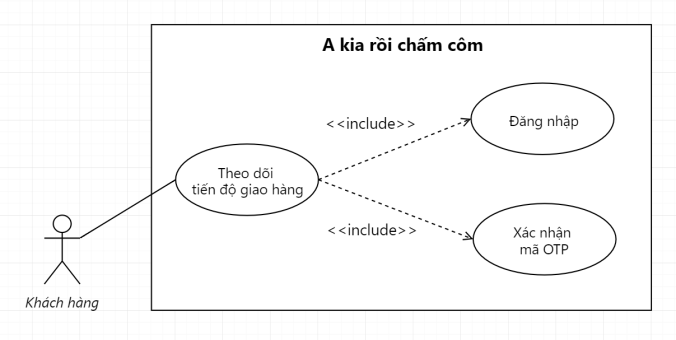 A kia rồi chấm côm
<<include>>
Đăng nhập
Theo dõi
tiến độ giao hàng
<<include>>
Xác nhận
mã OTP
Khách hàng